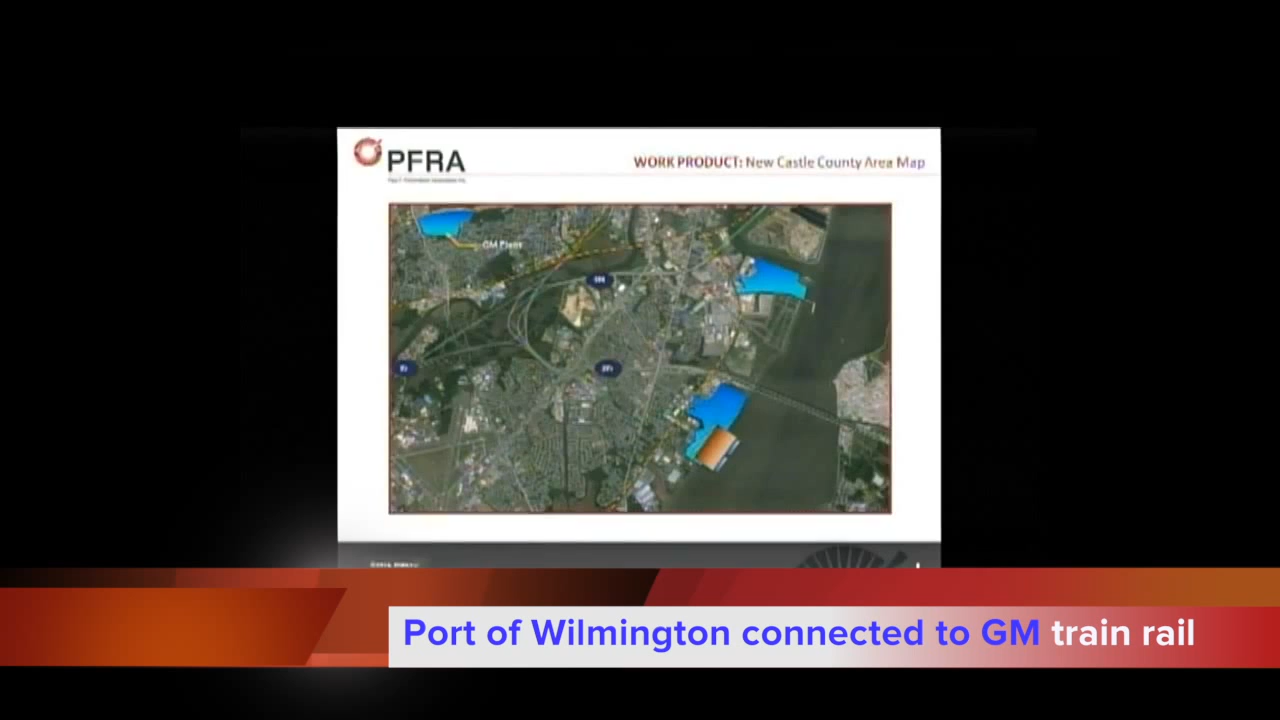 PFRA
WORK PRODUCT: New Castle County Area Map
GM Plant
Port of Wilmington connected to GM train rail